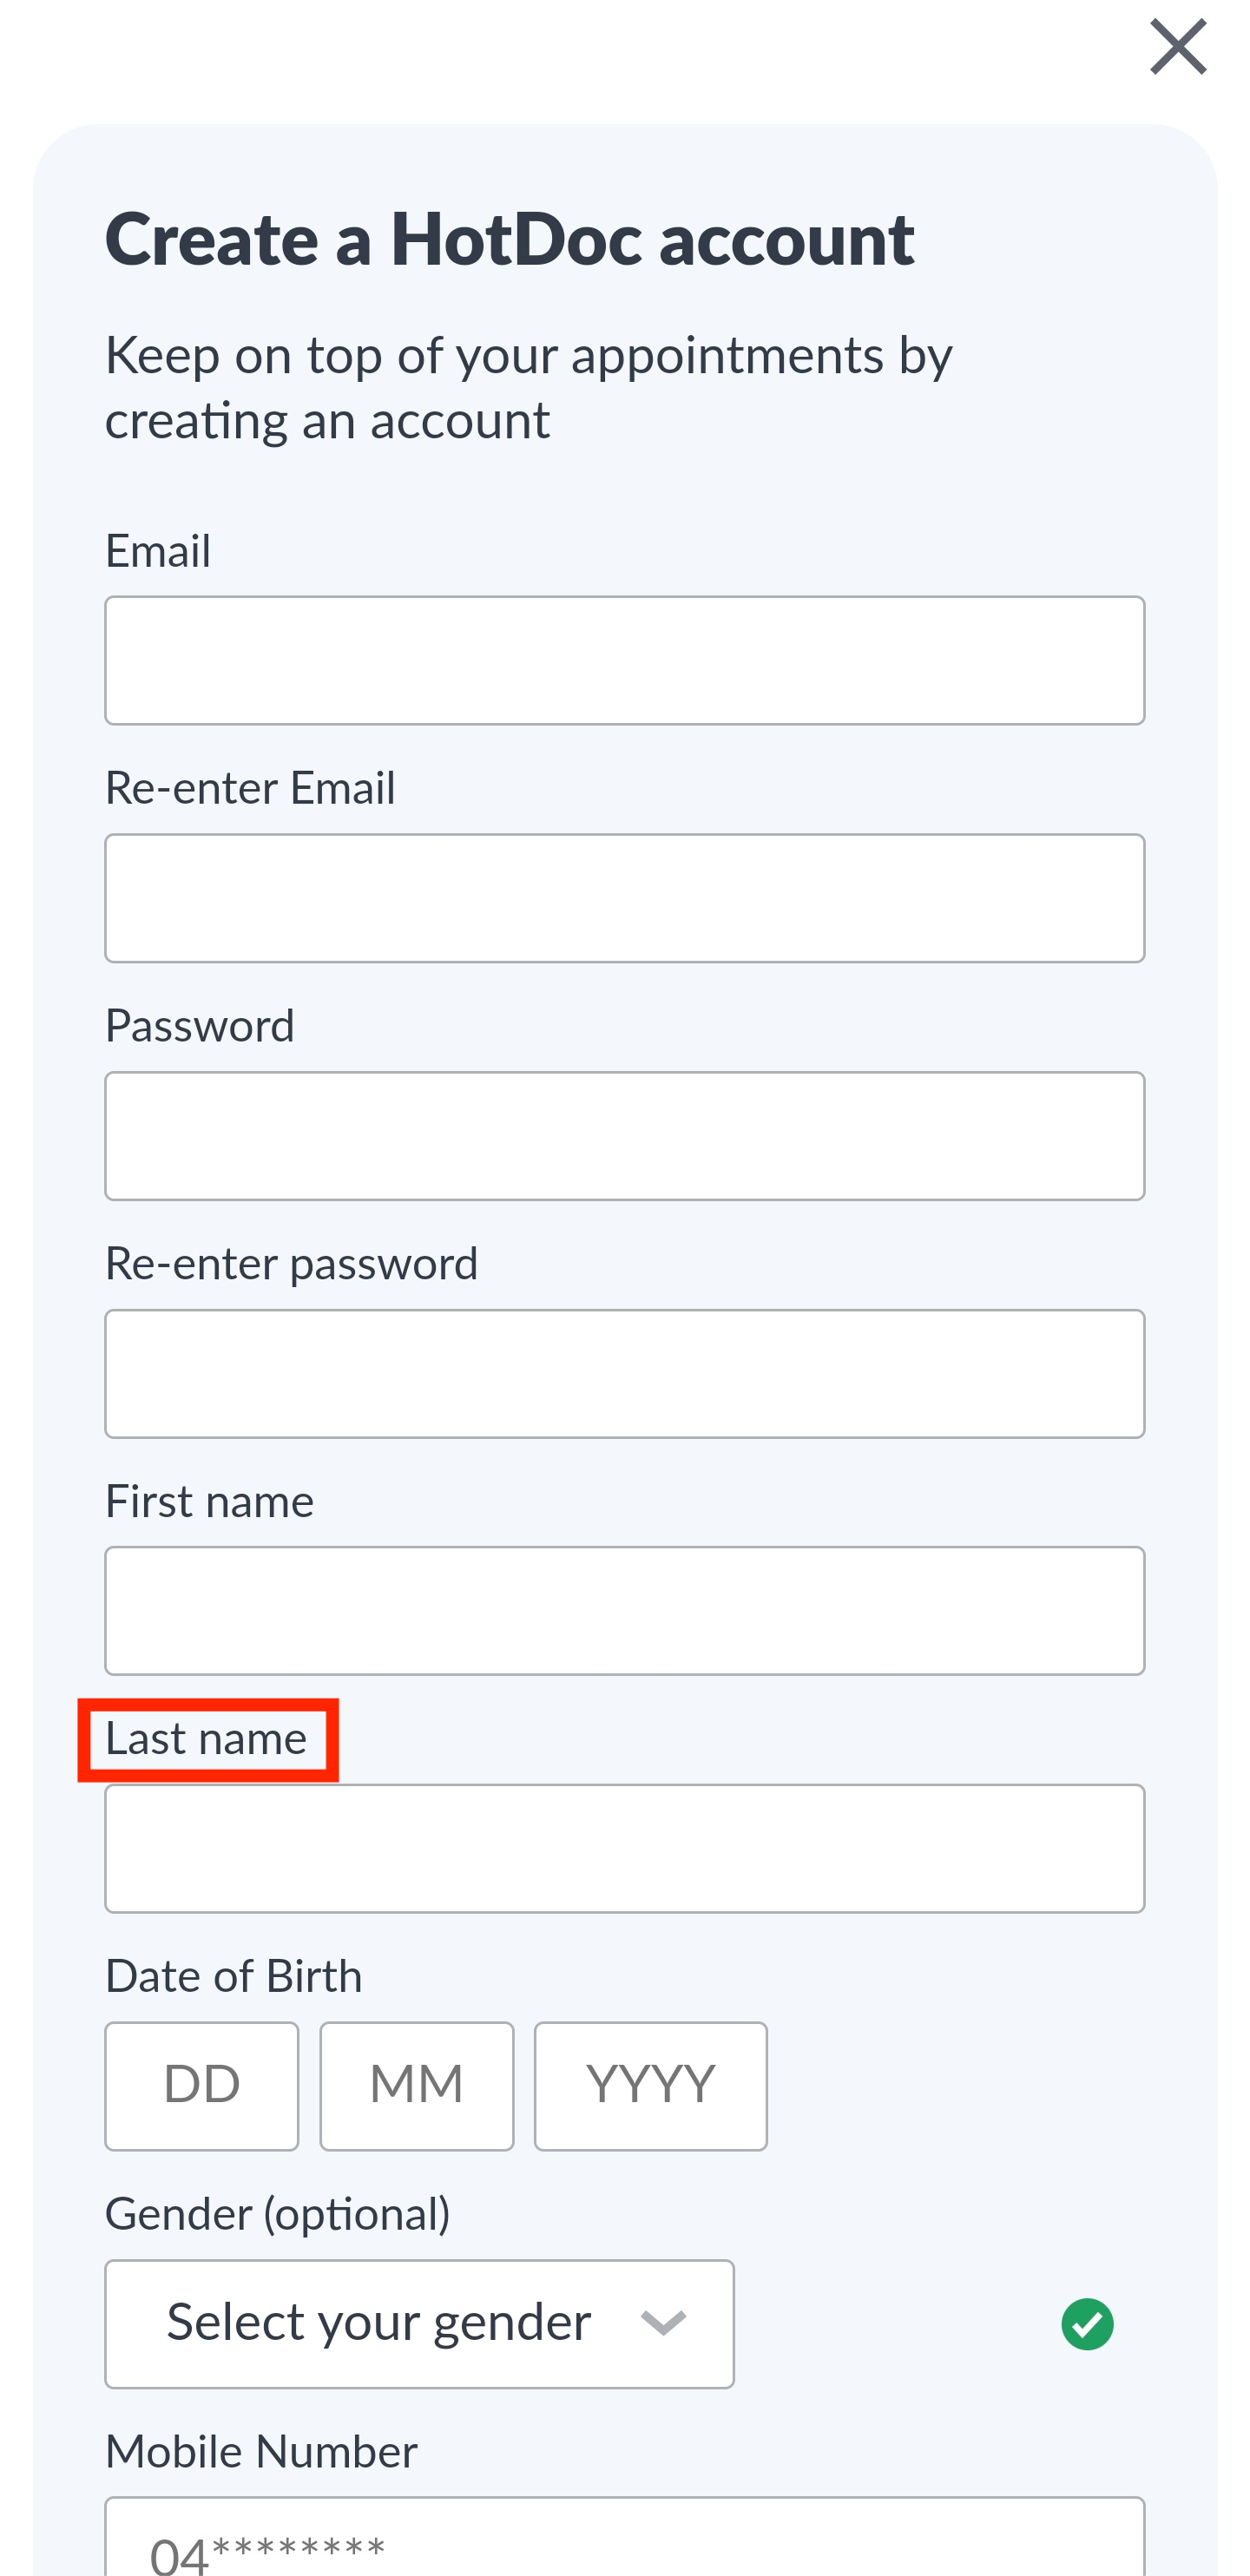 Create a HotDoc account
Keep on top of your appointments by
creating an account
Email
Re-enter Email
Password
Re-enter password
First name
Last name
Date of Birth
DD MM YYYY
Gender (optional)
Select your gender
Mobile Number
04********